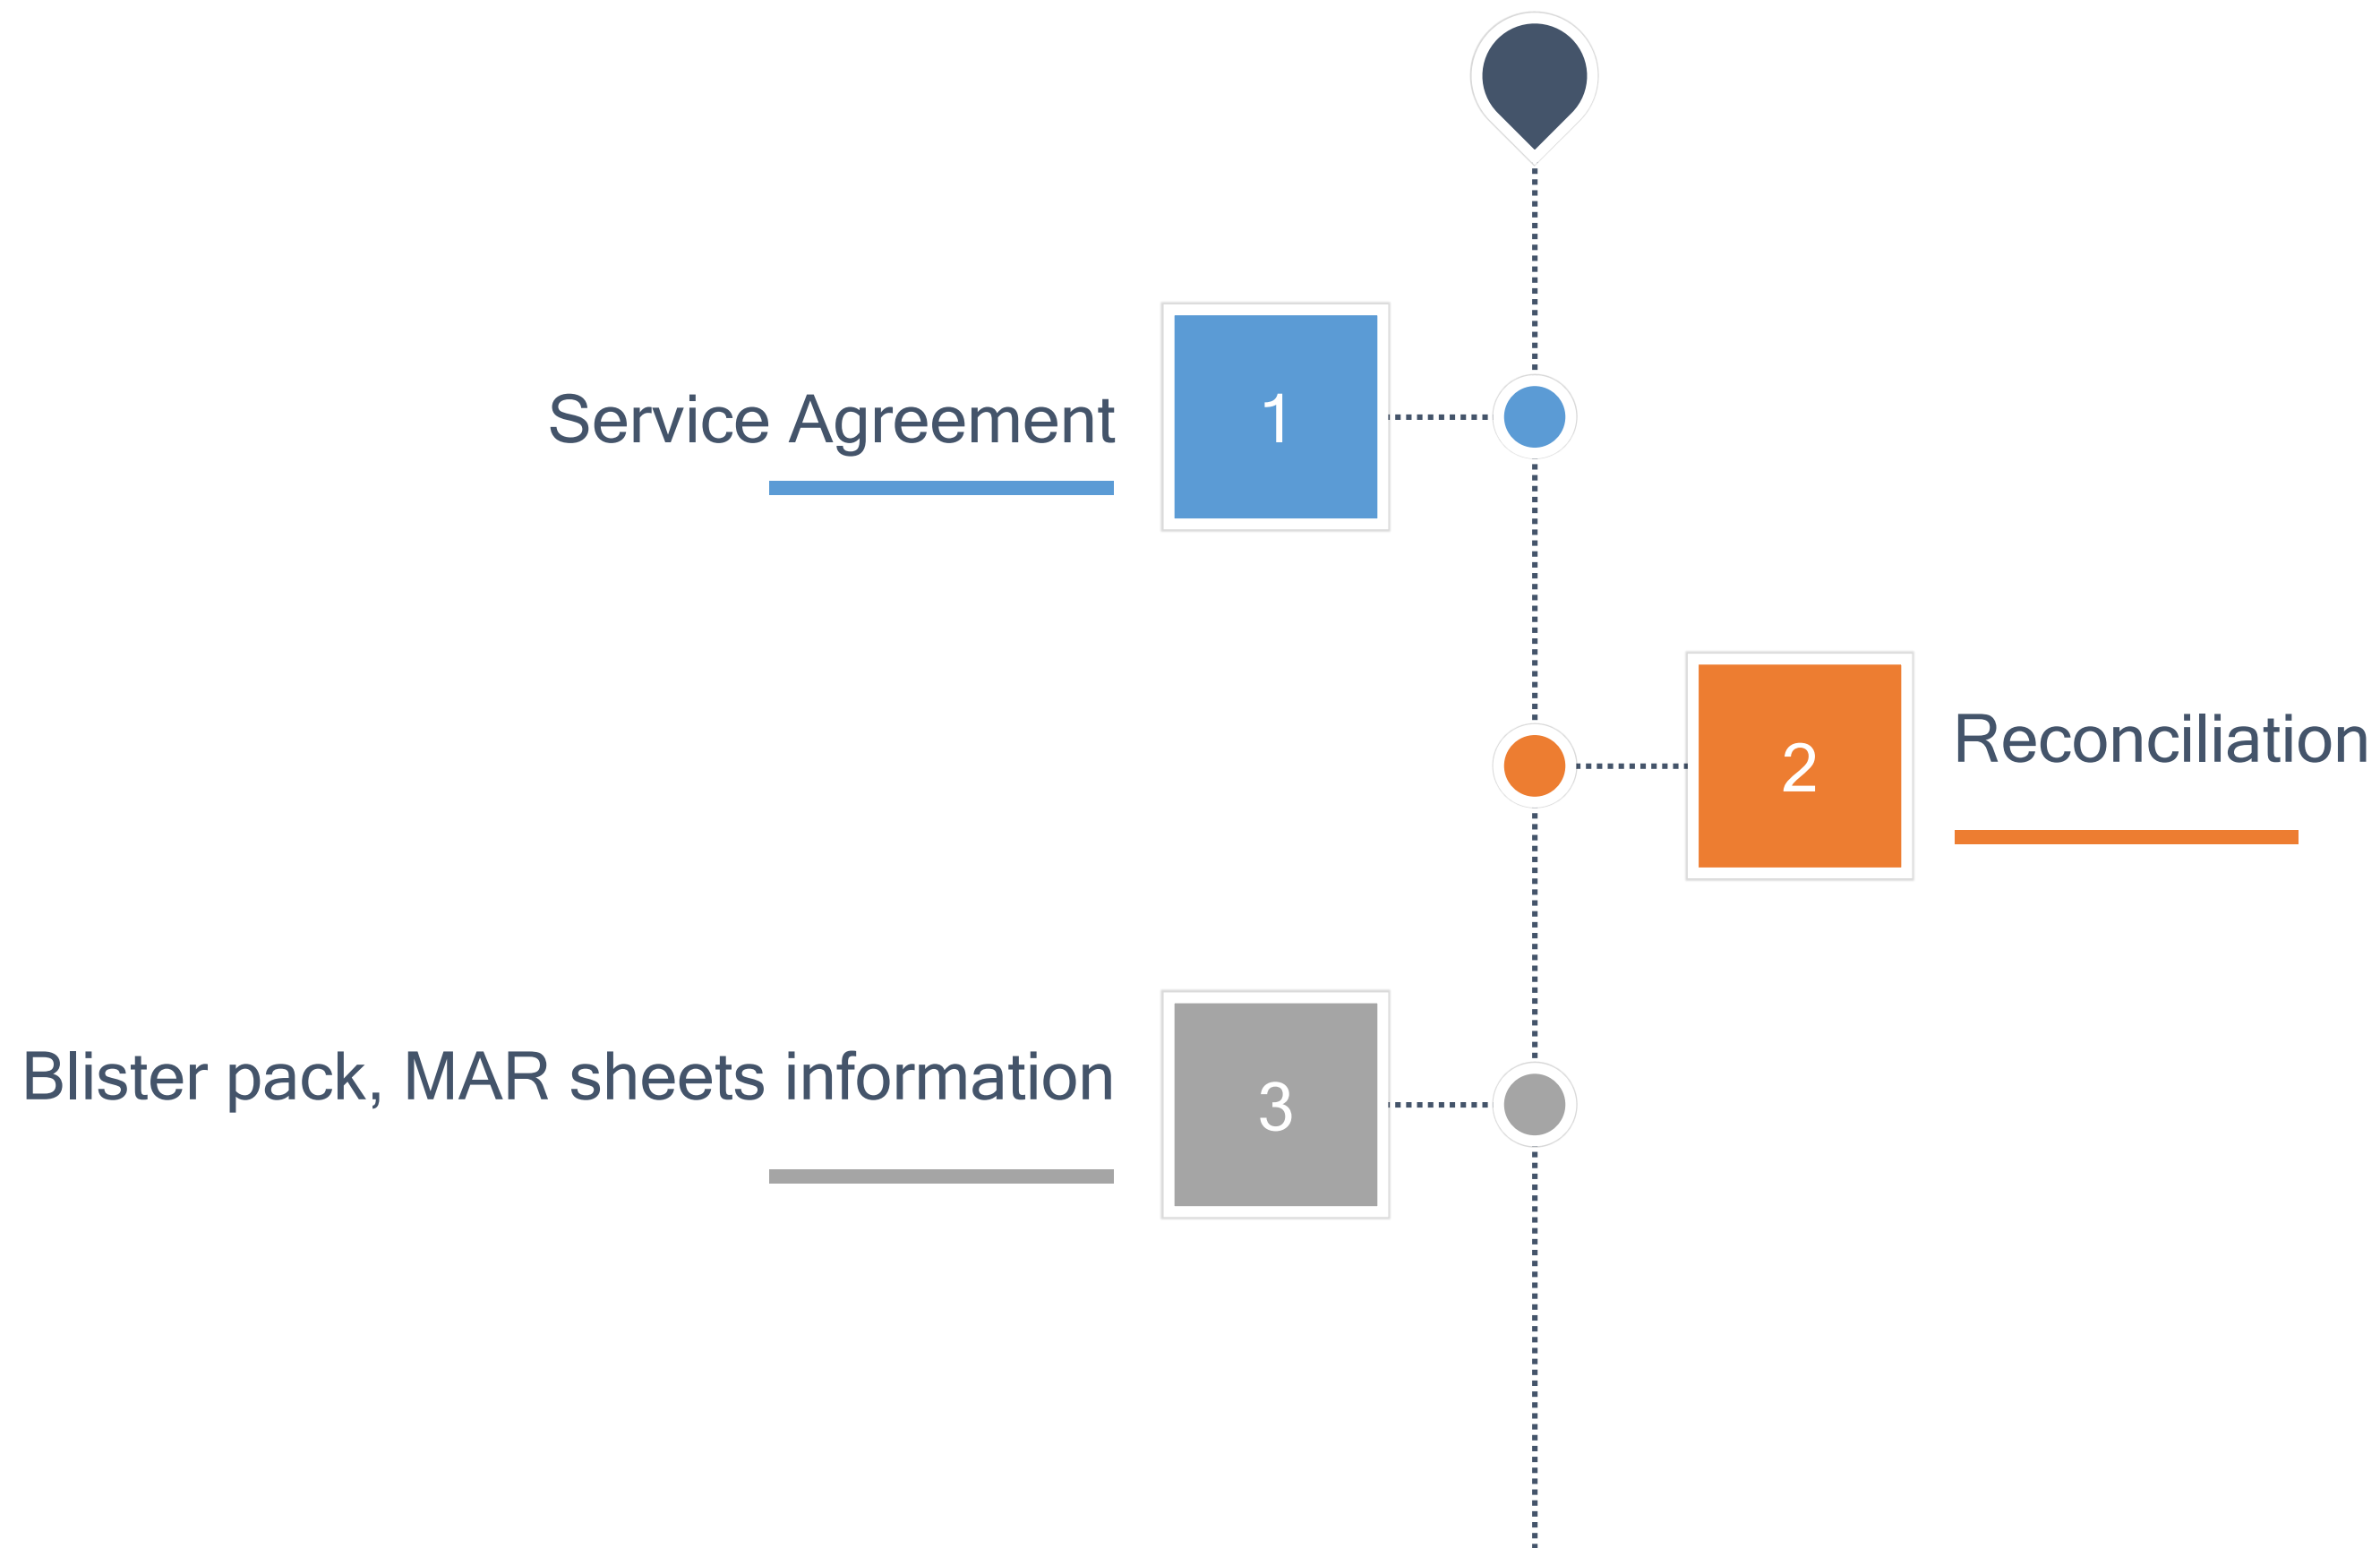 Service Agreement
1
2
Reconciliation
Blister pack, MAR sheets information
3